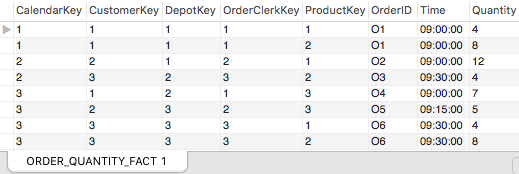 CalendarKey CustomerKey DepotKey OrderClerkKey ProductKey OrderID Time Quantity
1 1 1 1 1 O1 09:00:00 4
1 1 1 1 2 O1 09:00:00 8
2 2 1 2 1 O2 09:00:00 12
2 3 2 3 2 O3 09:30:00 4
3 1 2 1 3 O4 09:00:00 7
3 2 3 2 3 O5 09:15:00 5
3 3 3 3 1 O6 09:30:00 4
3 3 3 3 2 O6 09:30:00 8
ORDER_QUANTITY_FACT 1